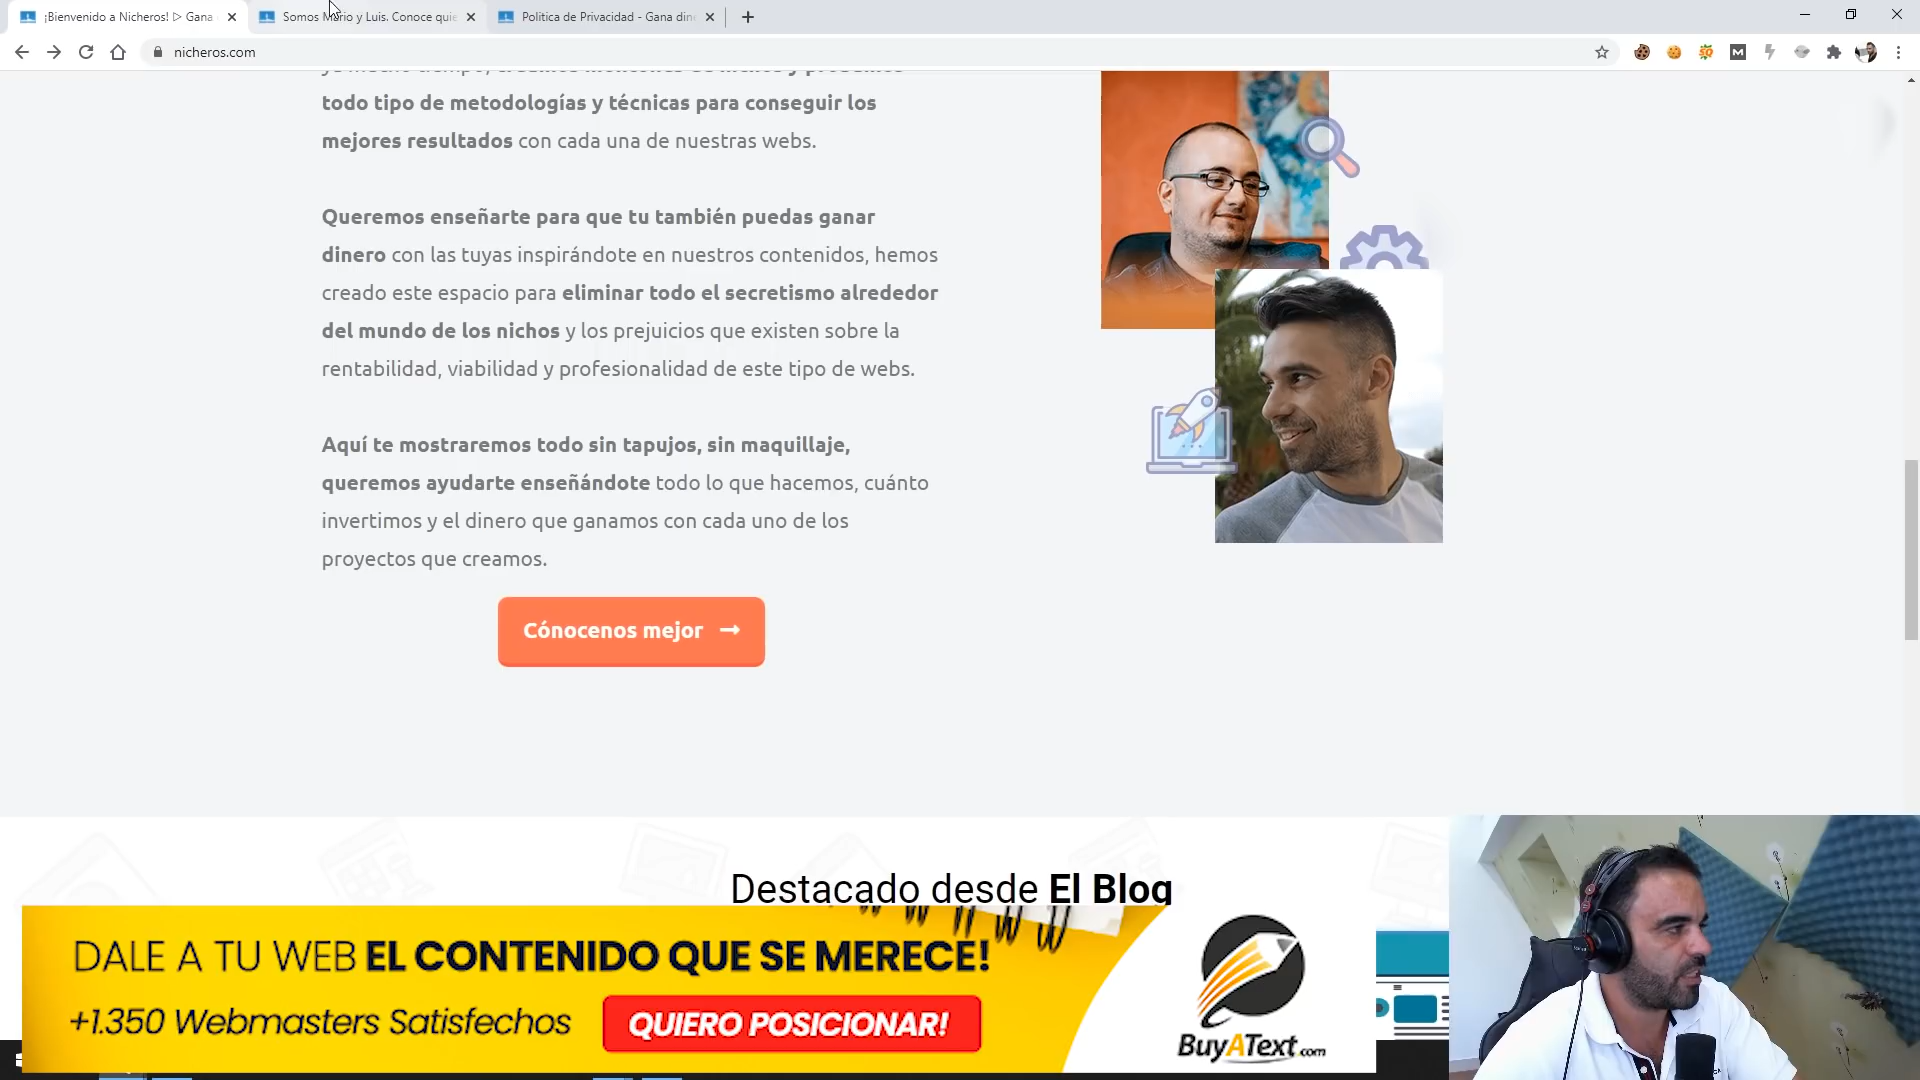 ¡Bienvenido a Nicheros! ▷ Gana
Somos Mario y Luis. Conoce quie
Política de Privacidad - Gana din
nicheros.com
todo tipo de metodologías y técnicas para conseguir los
mejores resultados con cada una de nuestras webs.
Queremos enseñarte para que tu también puedas ganar
dinero con las tuyas inspirándote en nuestros contenidos, hemos
creado este espacio para eliminar todo el secretismo alrededor
del mundo de los nichos y los prejuicios que existen sobre la
rentabilidad, viabilidad y profesionalidad de este tipo de webs.
Aquí te mostraremos todo sin tapujos, sin maquillaje,
queremos ayudarte enseñándote todo lo que hacemos, cuánto
invertimos y el dinero que ganamos con cada uno de los
proyectos que creamos.
Cónocenos mejor →
Destacado desde El Blog
DALE A TU WEB EL CONTENIDO QUE SE MERECE!
+1.350 Webmasters Satisfechos
QUIERO POSICIONAR!
BuyAText.com